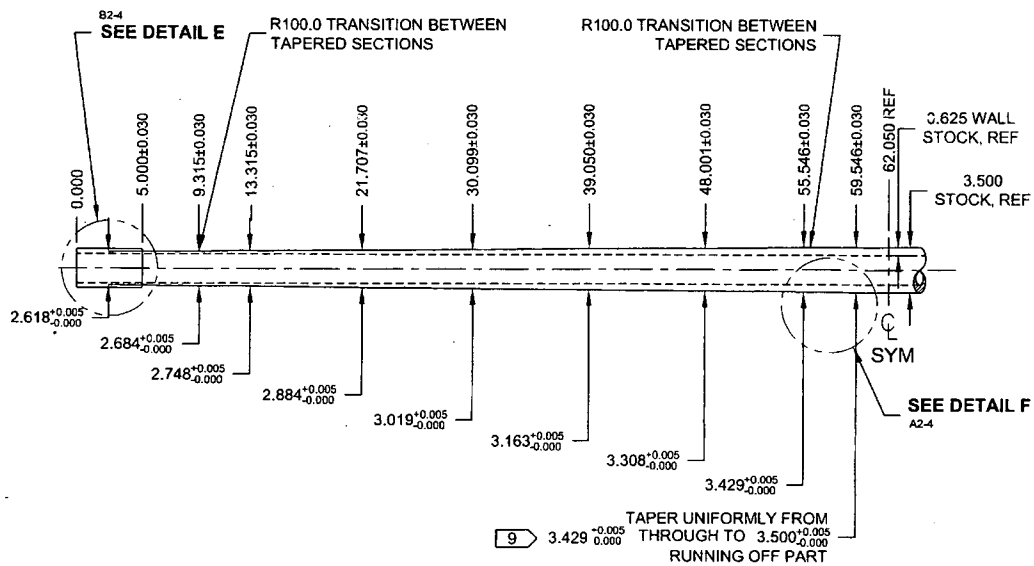 B2-4
SEE DETAIL E
R100.0 TRANSITION BETWEEN
TAPERED SECTIONS
R100.0 TRANSITION BETWEEN
TAPERED SECTIONS
0.000
5.000±0.030
9.315±0.030
13.315±0.030
21.707±0.030
30.099±0.030
39.050±0.030
48.001±0.030
55.546±0.030
59.546±0.030
62.050 REF
0.625 WALL
STOCK, REF
3.500
STOCK, REF
2.618 +0.005 -0.000
2.684 +0.005 -0.000
2.748 +0.005 -0.000
2.884 +0.005 -0.000
3.019 +0.005 -0.000
3.163 +0.005 -0.000
3.308 +0.005 -0.000
3.429 +0.005 -0.000
CL
SYM
SEE DETAIL F
A2-4
TAPER UNIFORMLY FROM
9 3.429 +0.005 0.000 THROUGH TO 3.500 +0.005 -0.000
RUNNING OFF PART